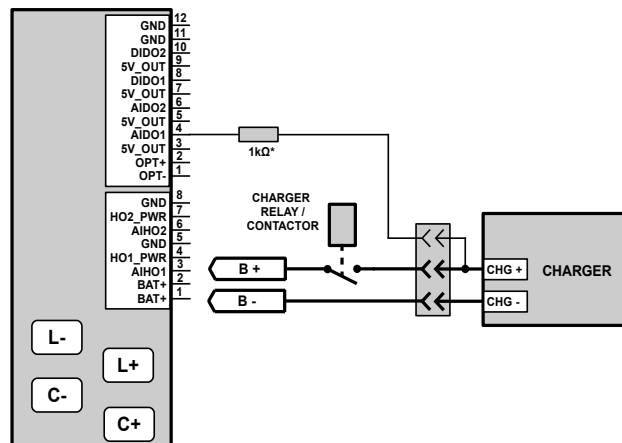 GND 12
GND 11
DIDO2 10
5V_OUT 9
DIDO1 8
5V_OUT 7
AIDO2 6
5V_OUT 5
AIDO1 4
5V_OUT 3
OPT+ 2
OPT- 1
1kΩ*
GND 8
HO2_PWR 7
AIHO2 6
GND 5
HO1_PWR 4
AIHO1 3
BAT+ 2
BAT+ 1
CHARGER
RELAY /
CONTACTOR
B +
B -
CHG +
CHG -
CHARGER
L-
L+
C-
C+